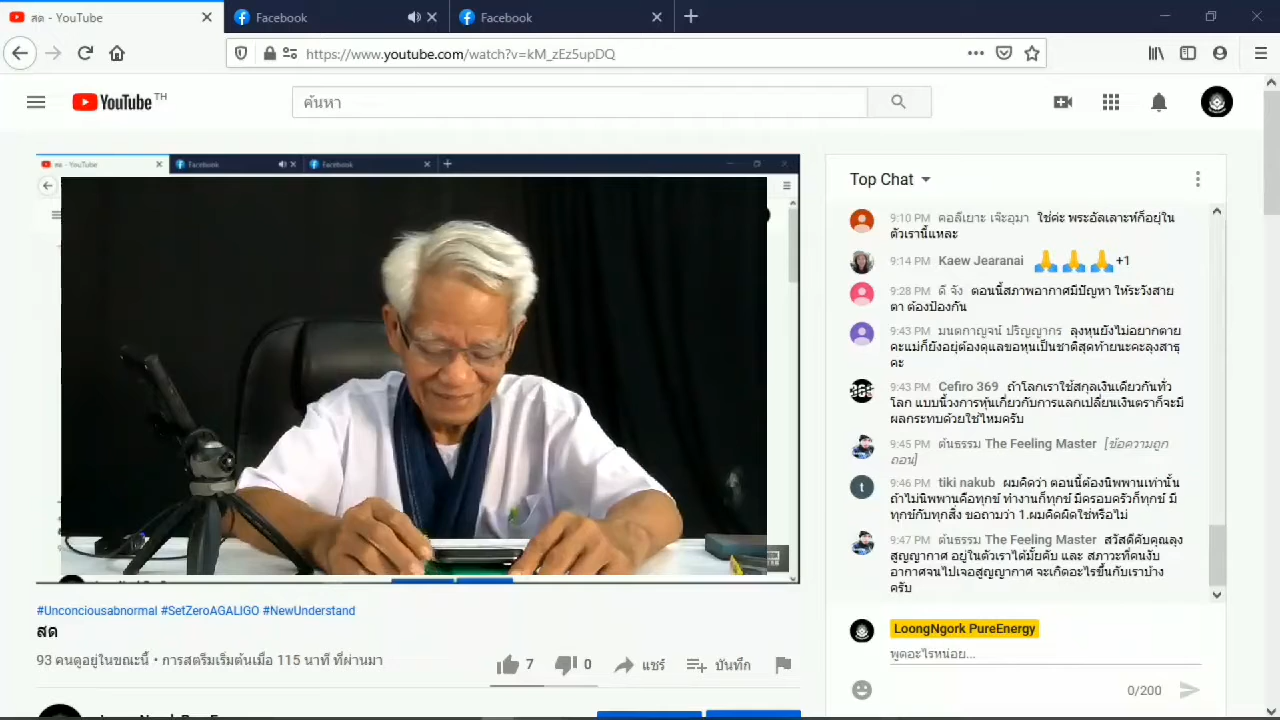 สด - YouTube
Facebook
Facebook
https://www.youtube.com/watch?v=kM_zEz5upDQ
YouTube TH
ค้นหา
สด - YouTube
Facebook
Facebook
Top Chat
9:10 PM คอลีเยาะ เจ๊ะอุมา ใช่ค่ะ พระอัลเลาะห์ก็อยู่ใน
ตัวเรานี้แหละ
9:14 PM Kaew Jearanai 🙏🙏🙏+1
9:28 PM ดี จัง ตอนนี้สภาพอากาศมีปัญหา ให้ระวังสาย
ตา ต้องป้องกัน
9:43 PM มนตกาญจน์ ปริญญากร ลุงหุนยังไม่อยากตาย
คะแม่ก็ยังอยุ่ต้องดุแลขอหุนเป็นชาติสุดท้ายนะคะลุงสาธุ
คะ
9:43 PM Cefiro 369 ถ้าโลกเราใช้สกุลเงินเดียวกันทั่ว
โลก แบบนี้วงการหุ้นเกี่ยวกับการแลกเปลี่ยนเงินตราก็จะมี
ผลกระทบด้วยใช่ไหมครับ
9:45 PM ต้นธรรม The Feeling Master [ข้อความถูก
ถอน]
9:46 PM tiki nakub ผมคิดว่า ตอนนี้ต้องนิพพานเท่านั้น
ถ้าไม่นิพพานคือทุกข์ ทำงานก็ทุกข์ มีครอบครัวก็ทุกข์ มี
ทุกข์กับทุกสิ่ง ขอถามว่า 1.ผมคิดผิดใช่หรือไม่
9:47 PM ต้นธรรม The Feeling Master สวัสดีคับคุณลุง
สูญญากาศ อยู่ในตัวเราได้มั้ยคับ และ สภาวะที่คนงับ
อากาศจนไปเจอสูญญากาศ จะเกิดอะไรขึ้นกับเราบ้าง
ครับ
LoongNgork PureEnergy
พูดอะไรหน่อย...
0/200
#Unconciousabnormal #SetZeroAGALIGO #NewUnderstand
สด
93 คนดูอยู่ในขณะนี้ • การสตรีมเริ่มต้นเมื่อ 115 นาที ที่ผ่านมา
7
0
แชร์
บันทึก